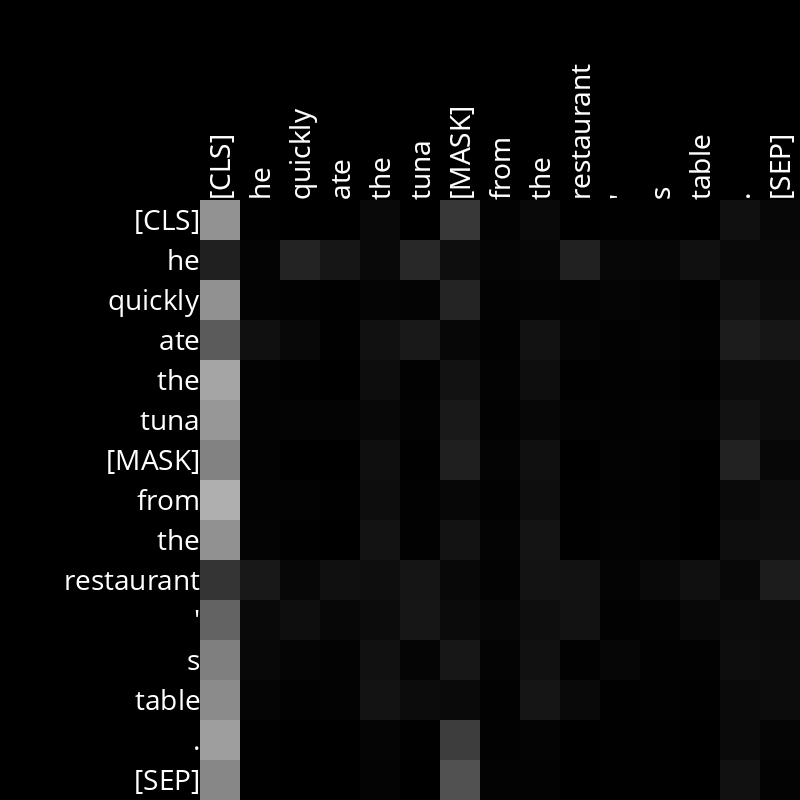 [CLS] he quickly ate the tuna [MASK] from the restaurant ' s table . [SEP]
[CLS]
he
quickly
ate
the
tuna
[MASK]
from
the
restaurant
'
s
table
.
[SEP]